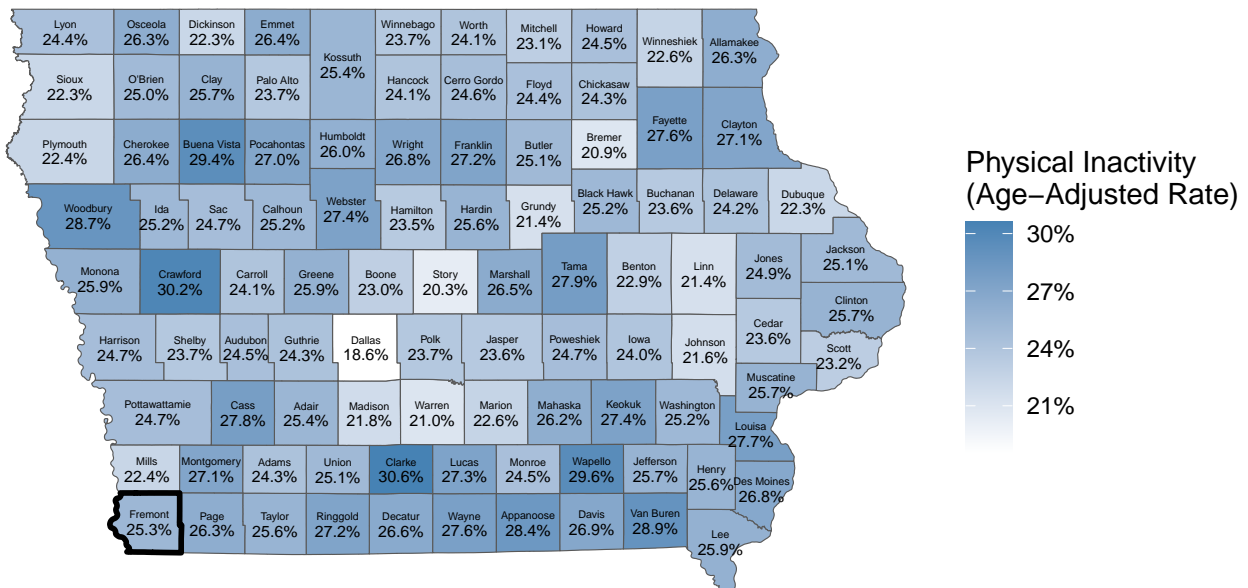 Lyon
24.4%
Osceola
26.3%
Dickinson
22.3%
Emmet
26.4%
Kossuth
25.4%
Winnebago
23.7%
Worth
24.1%
Mitchell
23.1%
Howard
24.5%
Winneshiek
22.6%
Allamakee
26.3%
Sioux
22.3%
O'Brien
25.0%
Clay
25.7%
Palo Alto
23.7%
Hancock
24.1%
Cerro Gordo
24.6%
Floyd
24.4%
Chickasaw
24.3%
Fayette
27.6%
Clayton
27.1%
Plymouth
22.4%
Cherokee
26.4%
Buena Vista
29.4%
Pocahontas
27.0%
Humboldt
26.0%
Wright
26.8%
Franklin
27.2%
Butler
25.1%
Bremer
20.9%
Woodbury
28.7%
Ida
25.2%
Sac
24.7%
Calhoun
25.2%
Webster
27.4%
Hamilton
23.5%
Hardin
25.6%
Grundy
21.4%
Black Hawk
25.2%
Buchanan
23.6%
Delaware
24.2%
Dubuque
22.3%
Monona
25.9%
Crawford
30.2%
Carroll
24.1%
Greene
25.9%
Boone
23.0%
Story
20.3%
Marshall
26.5%
Tama
27.9%
Benton
22.9%
Linn
21.4%
Jones
24.9%
Jackson
25.1%
Clinton
25.7%
Harrison
24.7%
Shelby
23.7%
Audubon
24.5%
Guthrie
24.3%
Dallas
18.6%
Polk
23.7%
Jasper
23.6%
Poweshiek
24.7%
Iowa
24.0%
Johnson
21.6%
Cedar
23.6%
Scott
23.2%
Muscatine
25.7%
Pottawattamie
24.7%
Cass
27.8%
Adair
25.4%
Madison
21.8%
Warren
21.0%
Marion
22.6%
Mahaska
26.2%
Keokuk
27.4%
Washington
25.2%
Louisa
27.7%
Mills
22.4%
Montgomery
27.1%
Adams
24.3%
Union
25.1%
Clarke
30.6%
Lucas
27.3%
Monroe
24.5%
Wapello
29.6%
Jefferson
25.7%
Henry
25.6%
Des Moines
26.8%
Fremont
25.3%
Page
26.3%
Taylor
25.6%
Ringgold
27.2%
Decatur
26.6%
Wayne
27.6%
Appanoose
28.4%
Davis
26.9%
Van Buren
28.9%
Lee
25.9%
Physical Inactivity
(Age−Adjusted Rate)
30%
27%
24%
21%